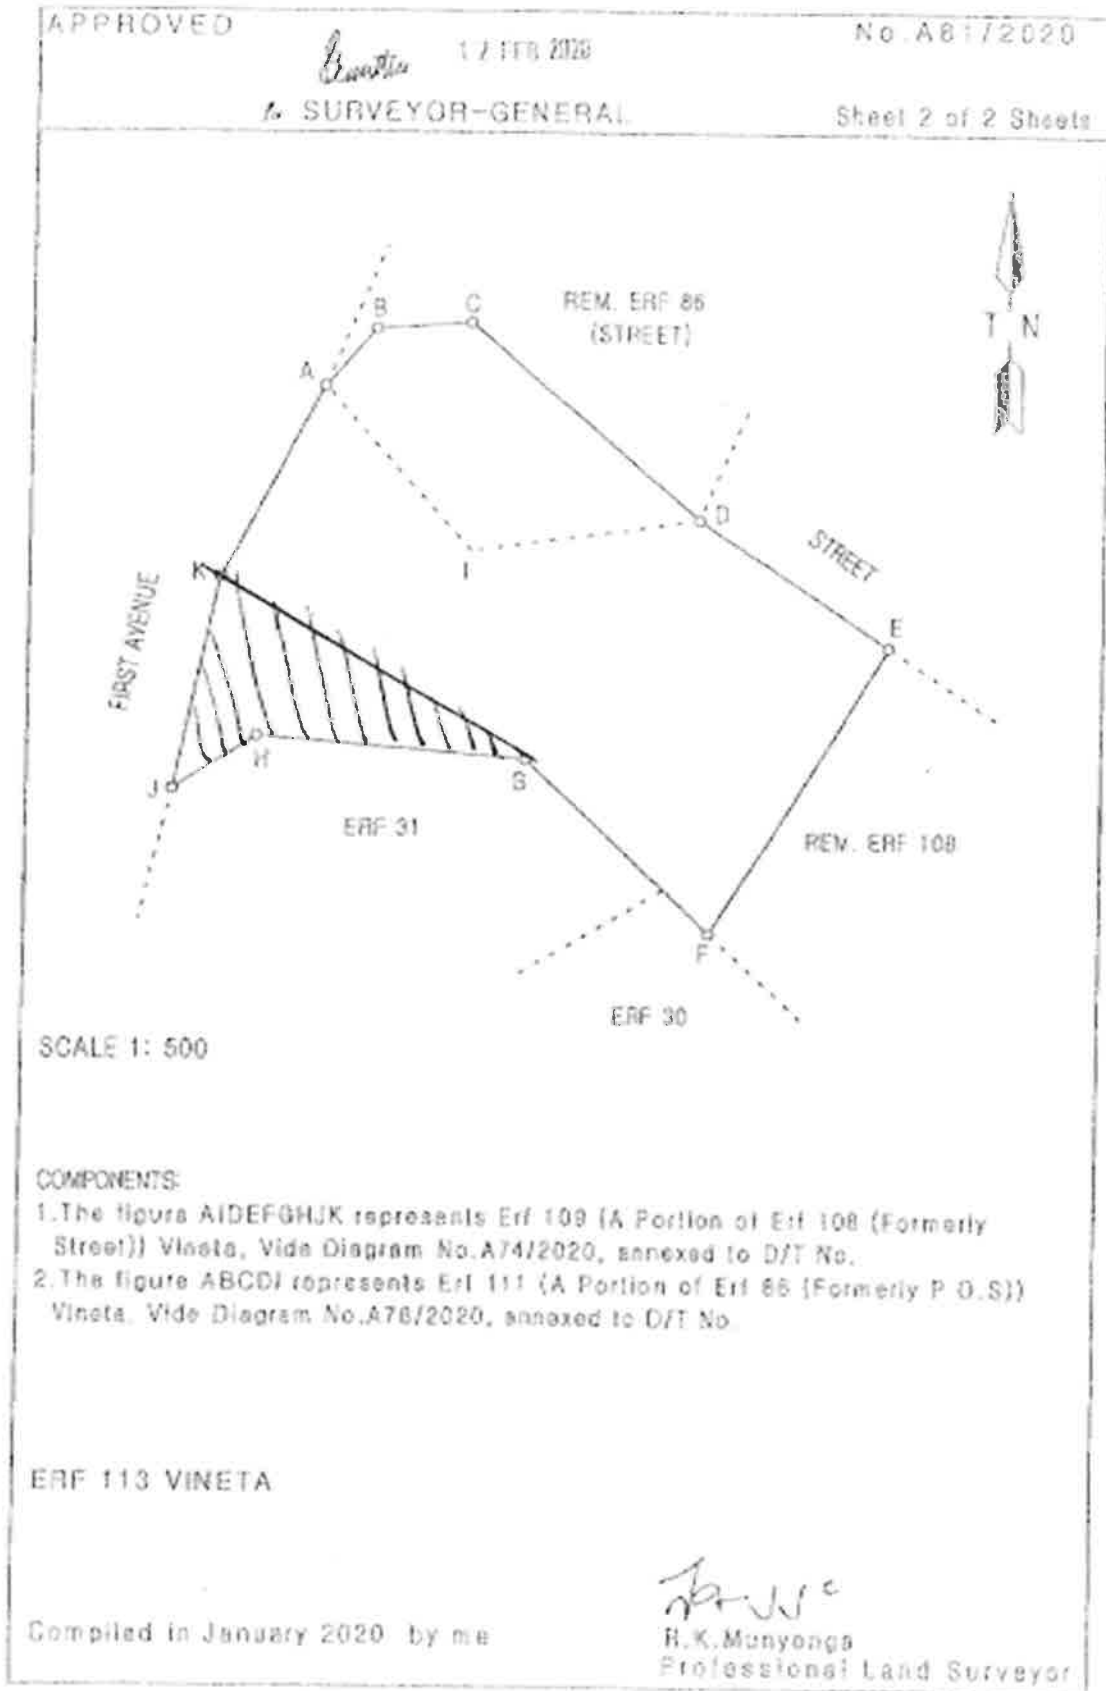 APPROVED
12 FEB 2020
No. A81/2020
SURVEYOR-GENERAL
Sheet 2 of 2 Sheets
T N
REM. ERF 86
(STREET)
B
C
A
D
I
STREET
K
E
FIRST AVENUE
H
G
J
ERF 31
REM. ERF 108
F
ERF 30
SCALE 1: 500
COMPONENTS:
1.The figure AIDEFGHJK represents Erf 109 (A Portion of Erf 108 (Formerly
Street)) Vineta, Vide Diagram No.A74/2020, annexed to D/T No.
2.The figure ABCDI represents Erf 111 (A Portion of Erf 86 (Formerly P.O.S))
Vineta, Vide Diagram No.A76/2020, annexed to D/T No.
ERF 113 VINETA
Compiled in January 2020 by me
R.K.Munyonga
Professional Land Surveyor